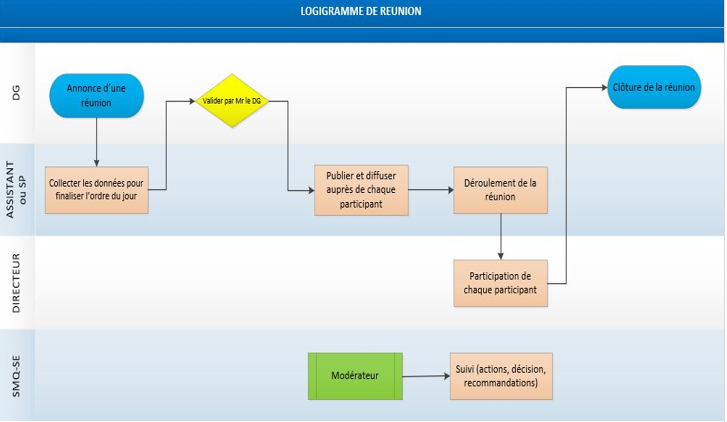 LOGIGRAMME DE REUNION
DG
Annonce d'une
réunion
Valider par Mr le DG
Clôture de la réunion
ASSISTANT
ou SP
Collecter les données pour
finaliser l'ordre du jour
Publier et diffuser
auprès de chaque
participant
Déroulement de la
réunion
DIRECTEUR
Participation de
chaque participant
SMQ-SE
Modérateur
Suivi (actions, décision,
recommandations)